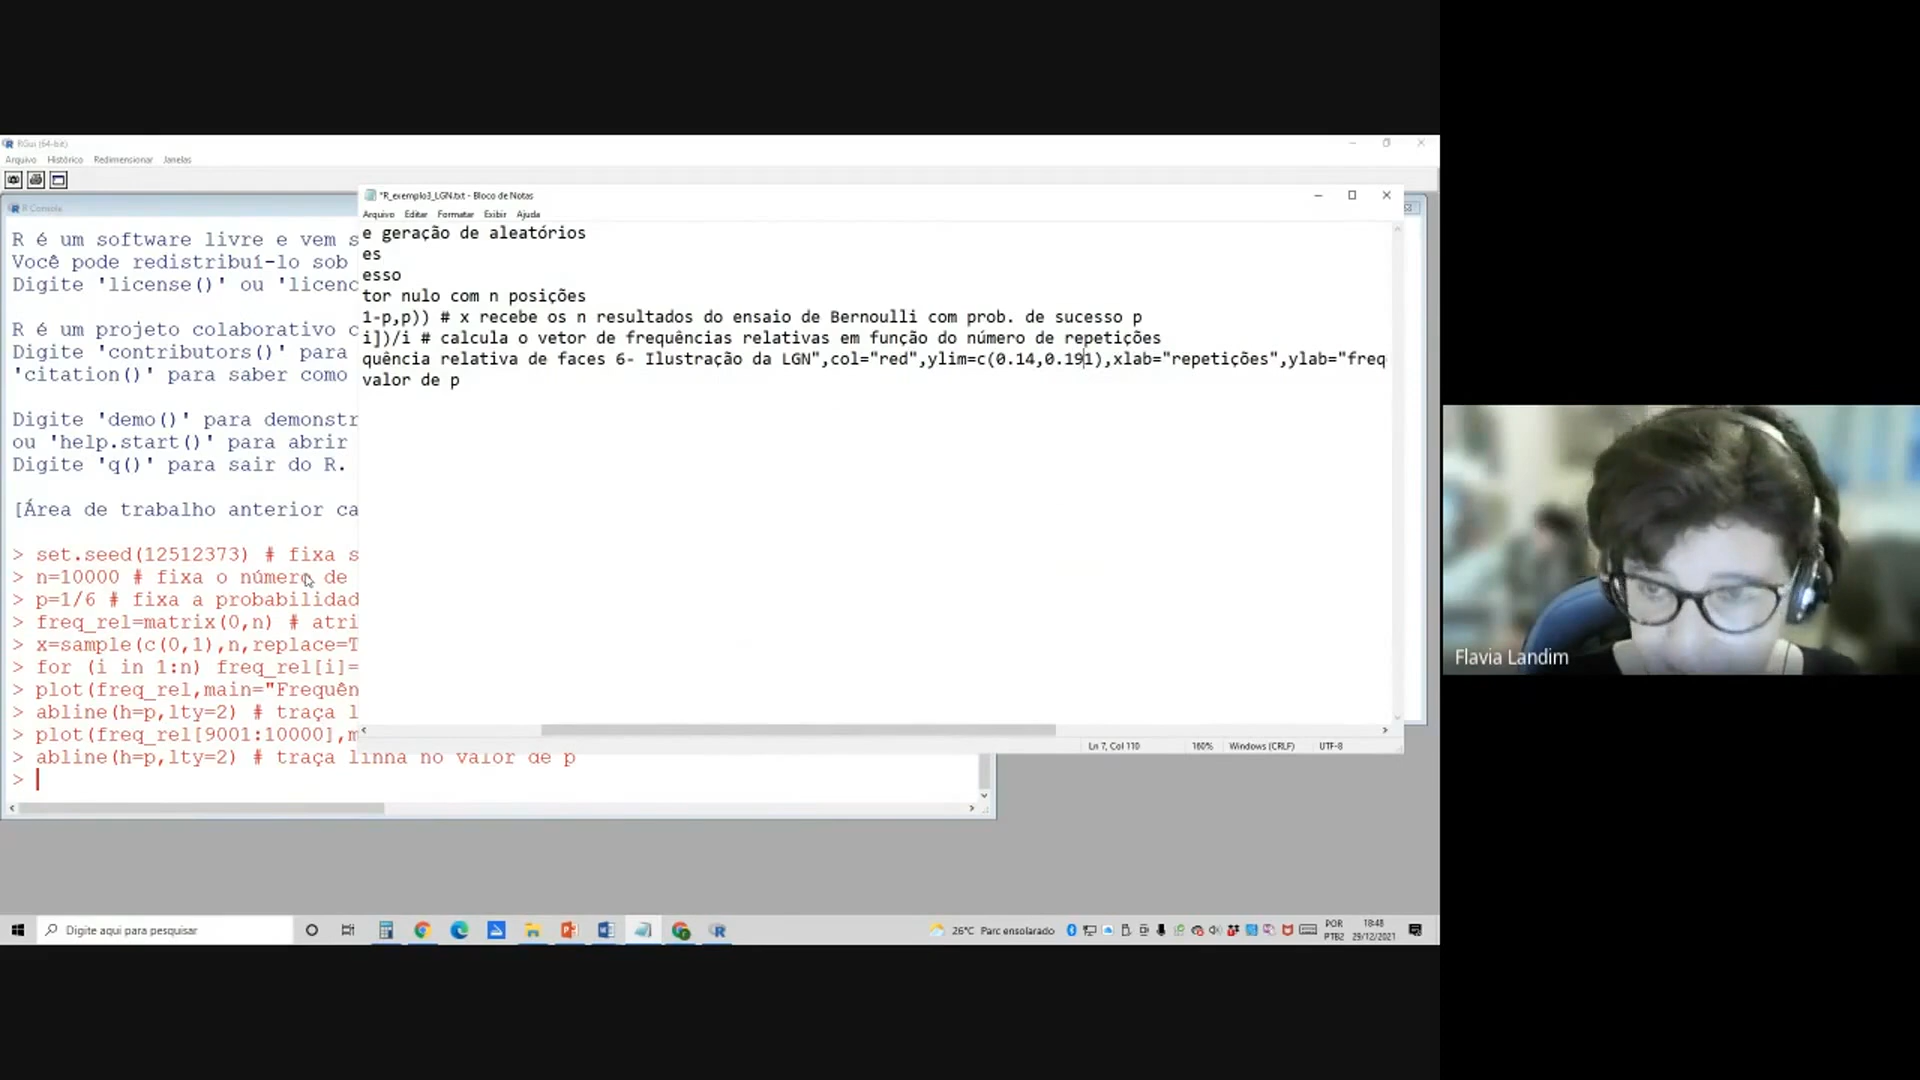 RGui (64-bit)
Arquivo Histórico Redimensionar Janelas
R Console
R é um software livre e vem s
Você pode redistribuí-lo sob
Digite 'license()' ou 'licenc
R é um projeto colaborativo c
Digite 'contributors()' para
'citation()' para saber como
Digite 'demo()' para demonstr
ou 'help.start()' para abrir
Digite 'q()' para sair do R.
[Área de trabalho anterior ca
> set.seed(12512373) # fixa s
> n=10000 # fixa o número de
> p=1/6 # fixa a probabilidad
> freq_rel=matrix(0,n) # atri
> x=sample(c(0,1),n,replace=T
> for (i in 1:n) freq_rel[i]=
> plot(freq_rel,main="Frequên
> abline(h=p,lty=2) # traça l
> plot(freq_rel[9001:10000],m
> abline(h=p,lty=2) # traça linha no valor de p
>
*R_exemplo3_LGN.txt - Bloco de Notas
Arquivo Editar Formatar Exibir Ajuda
e geração de aleatórios
es
esso
tor nulo com n posições
1-p,p)) # x recebe os n resultados do ensaio de Bernoulli com prob. de sucesso p
i])/i # calcula o vetor de frequências relativas em função do número de repetições
quência relativa de faces 6- Ilustração da LGN",col="red",ylim=c(0.14,0.191),xlab="repetições",ylab="freq
valor de p
Ln 7, Col 110 160% Windows (CRLF) UTF-8
Flavia Landim
Digite aqui para pesquisar
26°C Parc ensolarado
POR
PTB2
18:48
29/12/2021